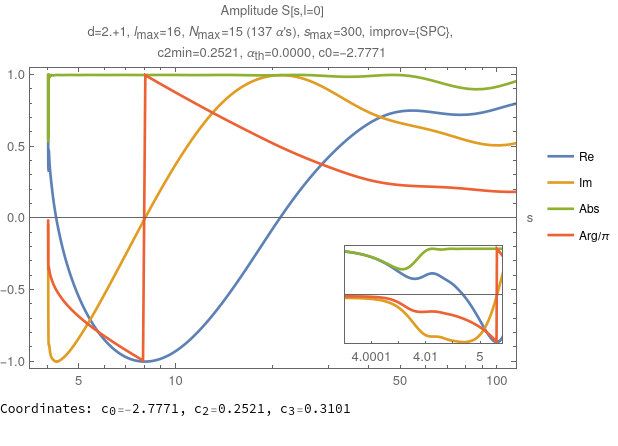 Amplitude S[s,l=0]
d=2.+1, lmax=16, Nmax=15 (137 α's), smax=300, improv={SPC},
c2min=0.2521, αth=0.0000, c0=-2.7771
1.0
0.5
0.0
-0.5
-1.0
5 10 50 100
s
Re
Im
Abs
Arg/π
4.0001 4.01 5
Coordinates: c0=-2.7771, c2=0.2521, c3=0.3101